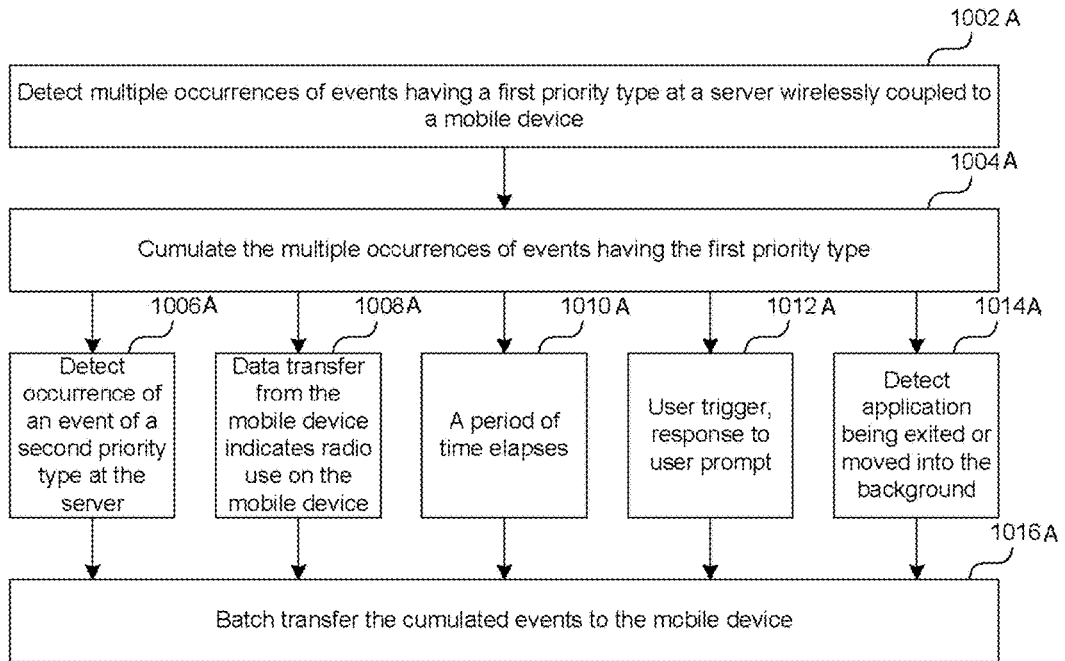 1002 A
Detect multiple occurrences of events having a first priority type at a server wirelessly coupled to
a mobile device
1004 A
Cumulate the multiple occurrences of events having the first priority type
1006A
1008A
1010 A
1012 A
1014A
Detect
occurrence of
an event of a
second priority
type at the
server
Data transfer
from the
mobile device
indicates radio
use on the
mobile device
A period of
time elapses
User trigger,
response to
user prompt
Detect
application
being exited or
moved into the
background
1016 A
Batch transfer the cumulated events to the mobile device